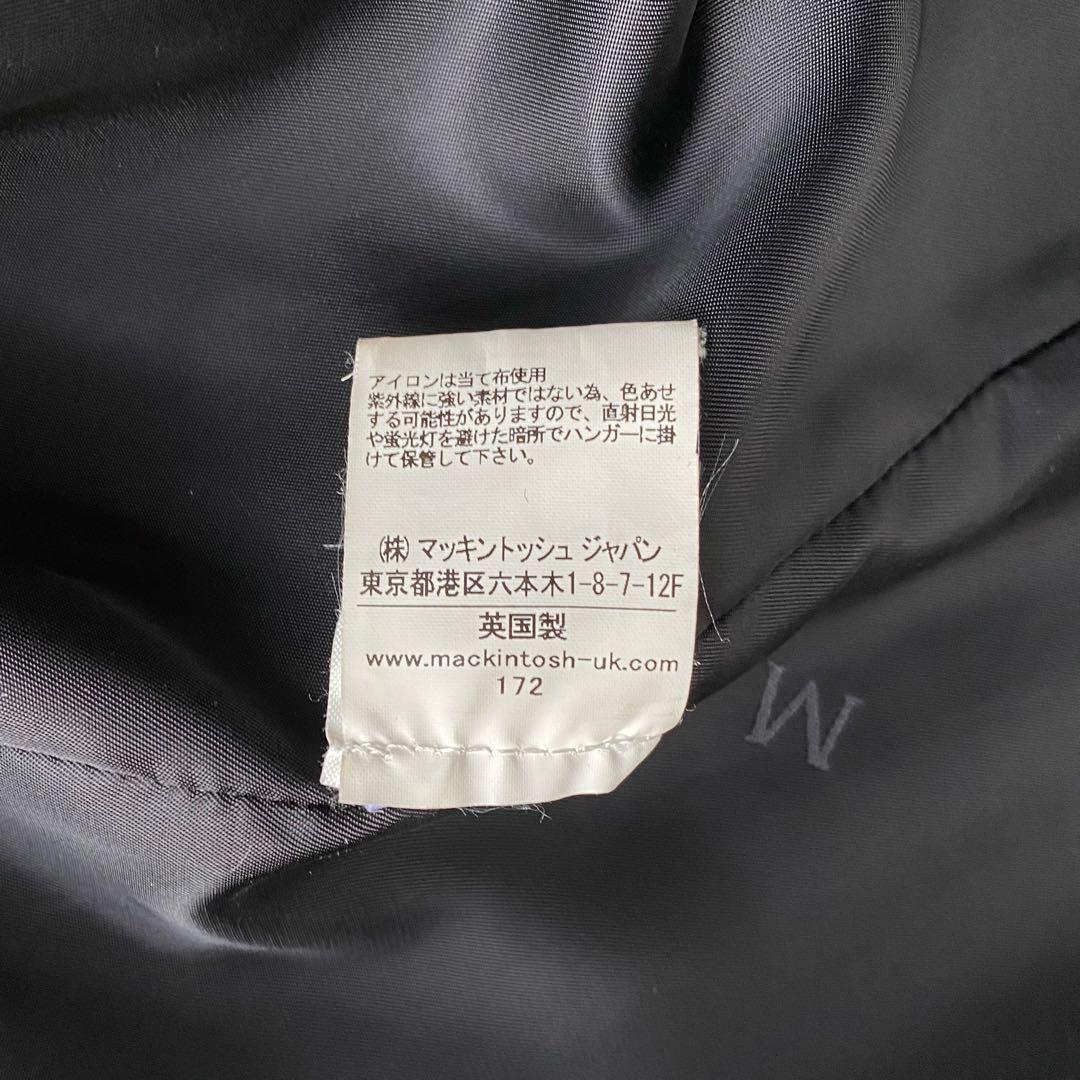 アイロンは当て布使用
紫外線に強い素材ではない為、色あせ
する可能性がありますので、直射日光
や蛍光灯を避けた暗所でハンガーに掛
けて保管して下さい。
(株) マッキントッシュ ジャパン
東京都港区六本木1-8-7-12F
英国製
www.mackintosh-uk.com
172
M